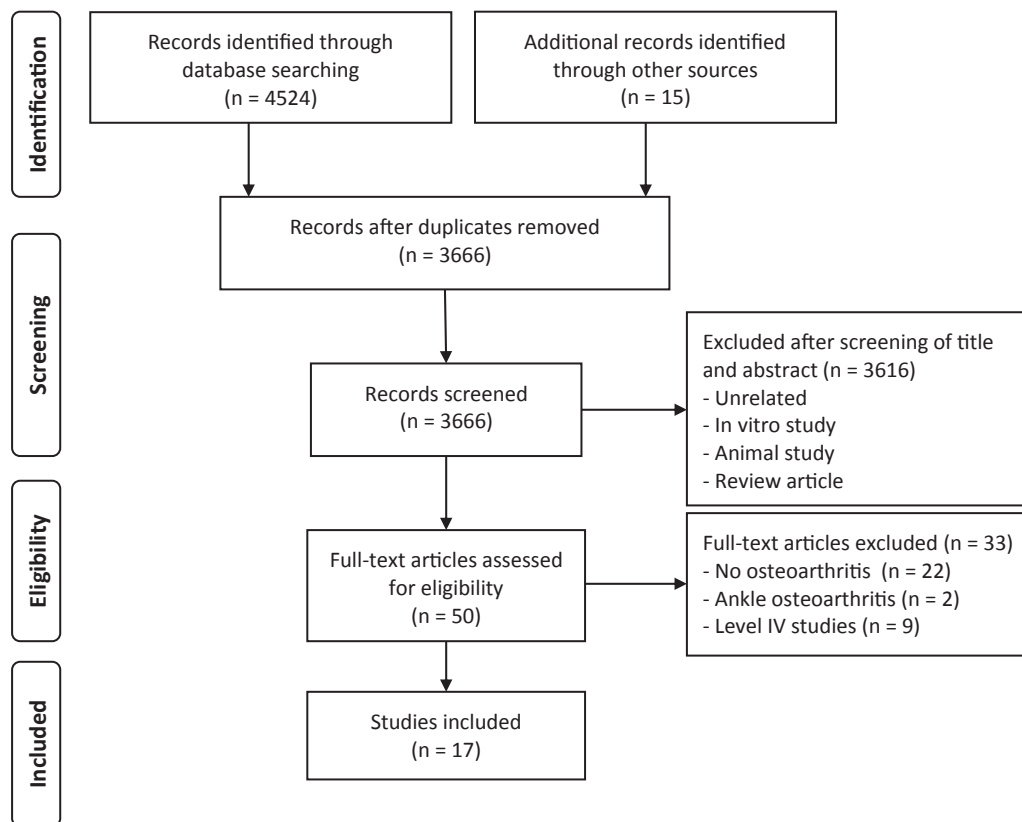 Identification
Records identified through
database searching
(n = 4524)
Additional records identified
through other sources
(n = 15)
Records after duplicates removed
(n = 3666)
Screening
Records screened
(n = 3666)
Excluded after screening of title
and abstract (n = 3616)
- Unrelated
- In vitro study
- Animal study
- Review article
Eligibility
Full-text articles assessed
for eligibility
(n = 50)
Full-text articles excluded (n = 33)
- No osteoarthritis (n = 22)
- Ankle osteoarthritis (n = 2)
- Level IV studies (n = 9)
Included
Studies included
(n = 17)